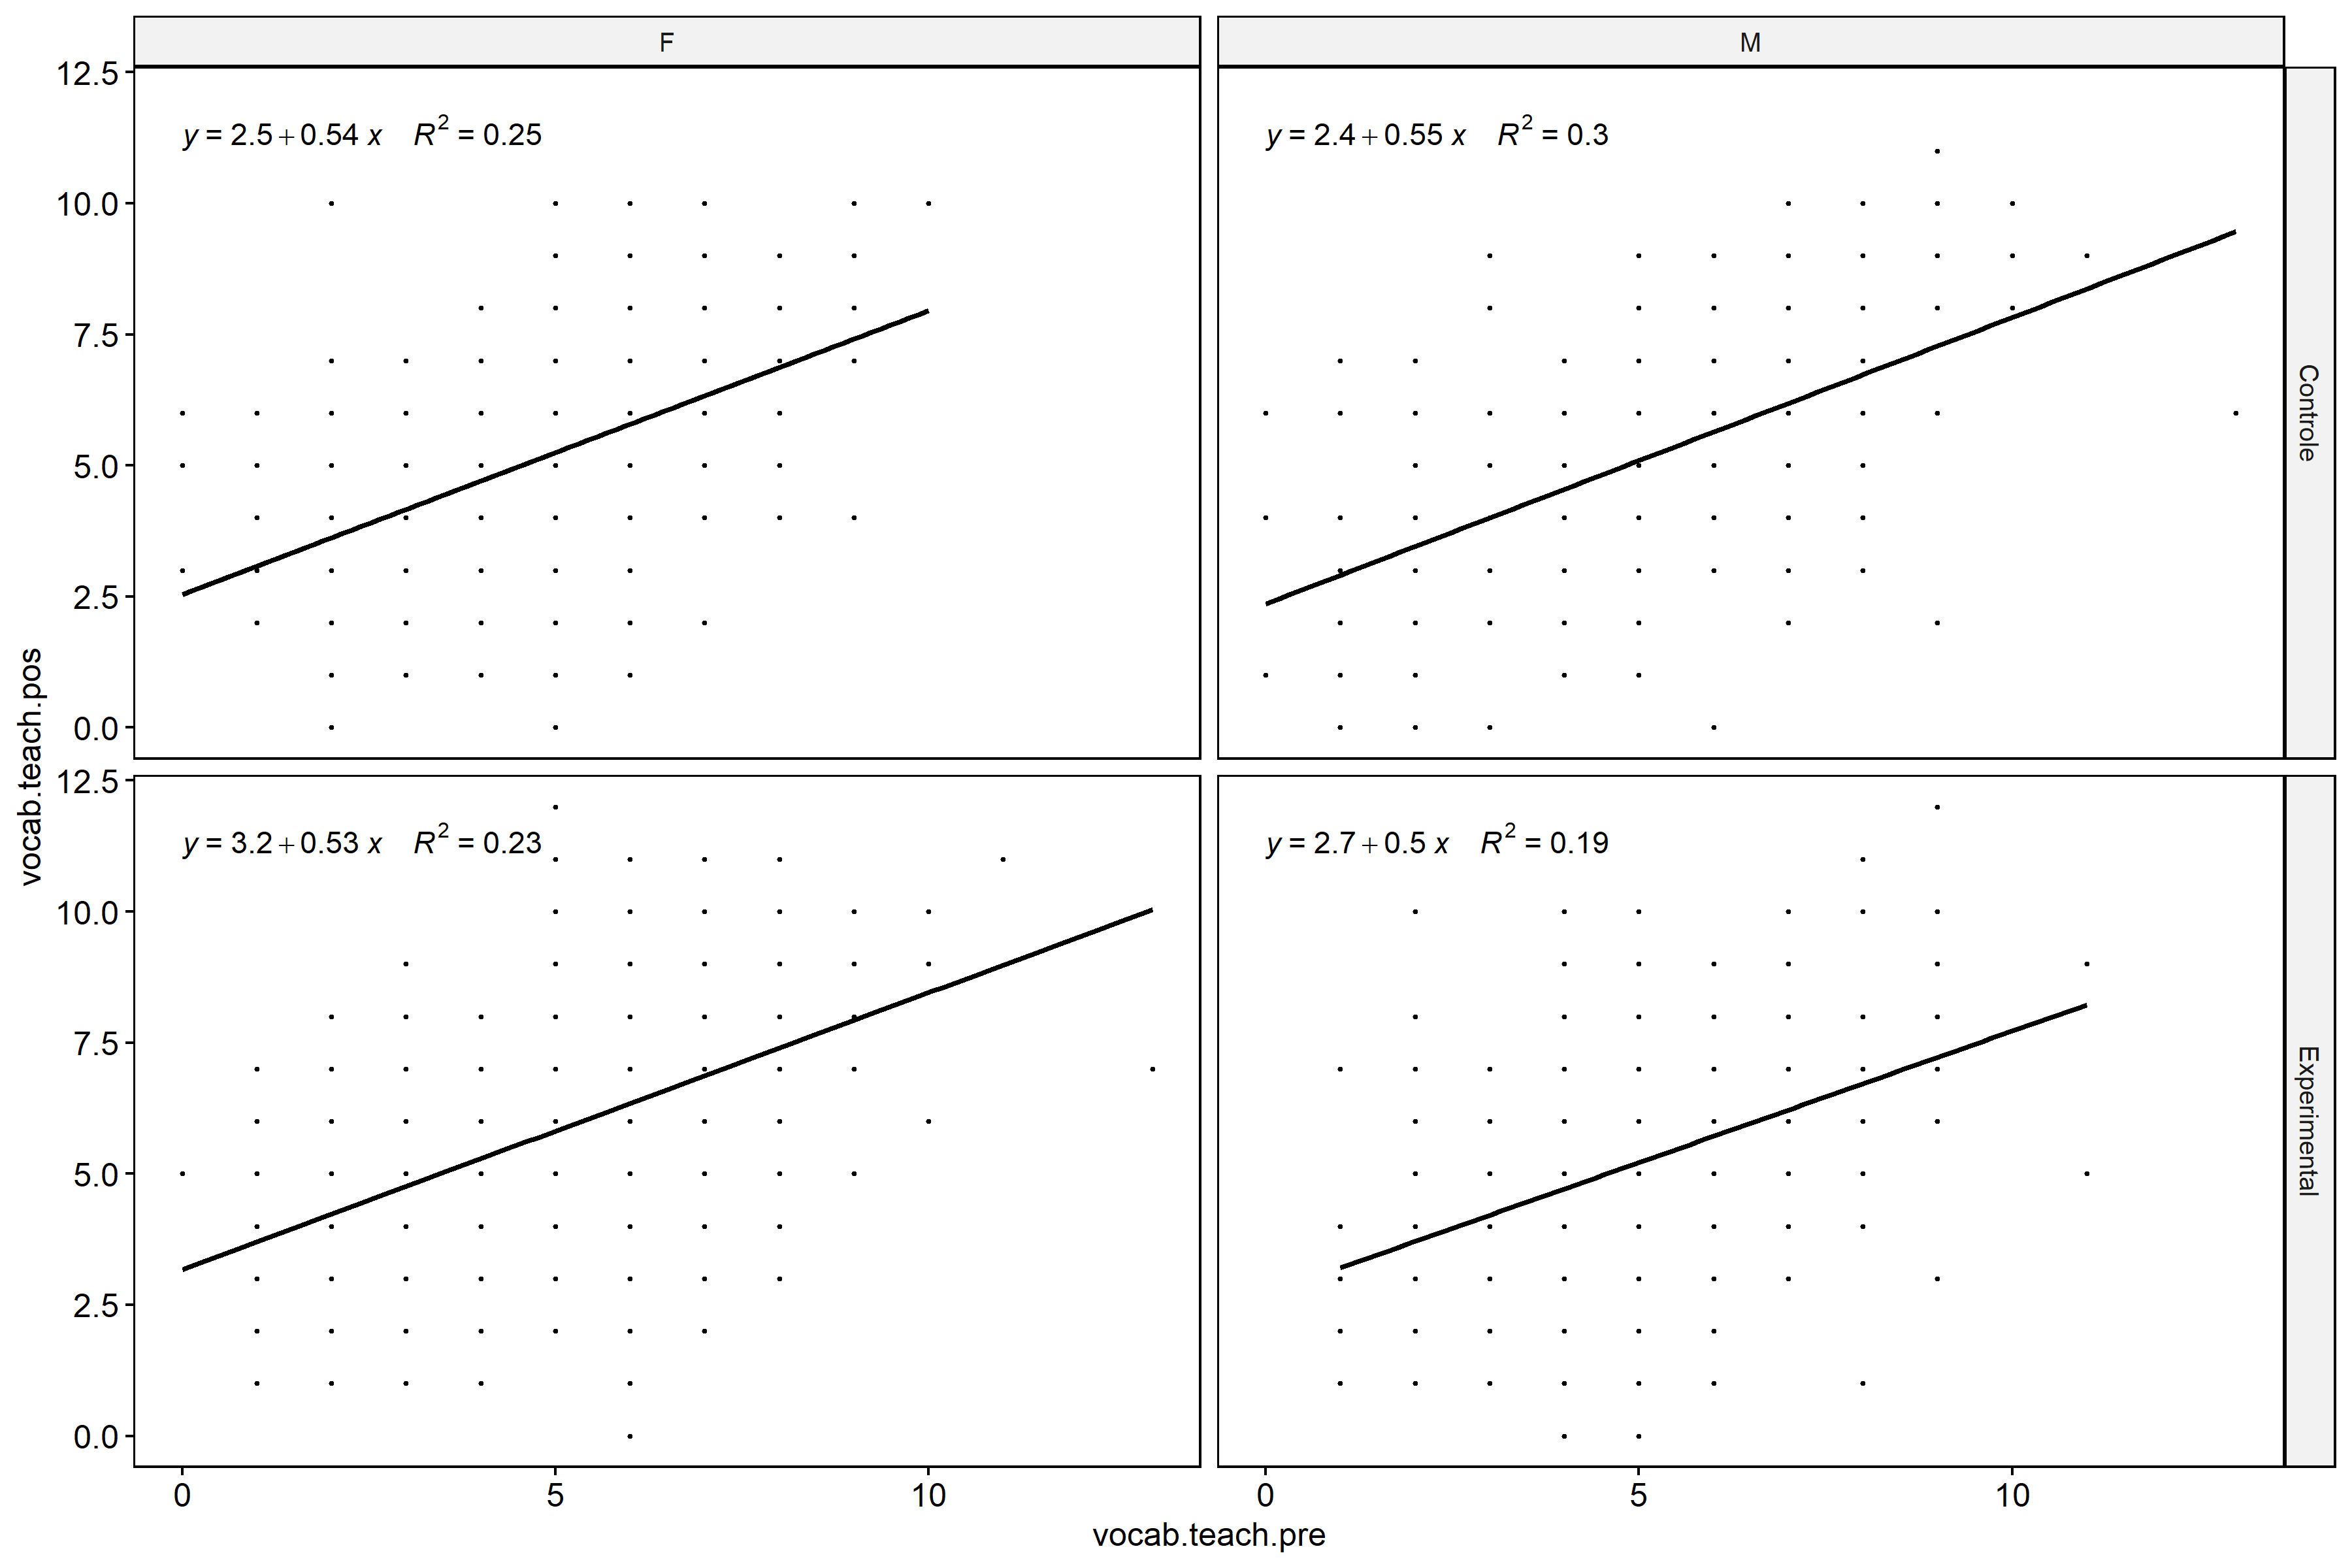 F
M
12.5
10.0
7.5
5.0
2.5
0.0
y = 2.5 + 0.54 x R² = 0.25
y = 2.4 + 0.55 x R² = 0.3
Controle
vocab.teach.pos
12.5
10.0
7.5
5.0
2.5
0.0
y = 3.2 + 0.53 x R² = 0.23
y = 2.7 + 0.5 x R² = 0.19
Experimental
0 5 10
0 5 10
vocab.teach.pre